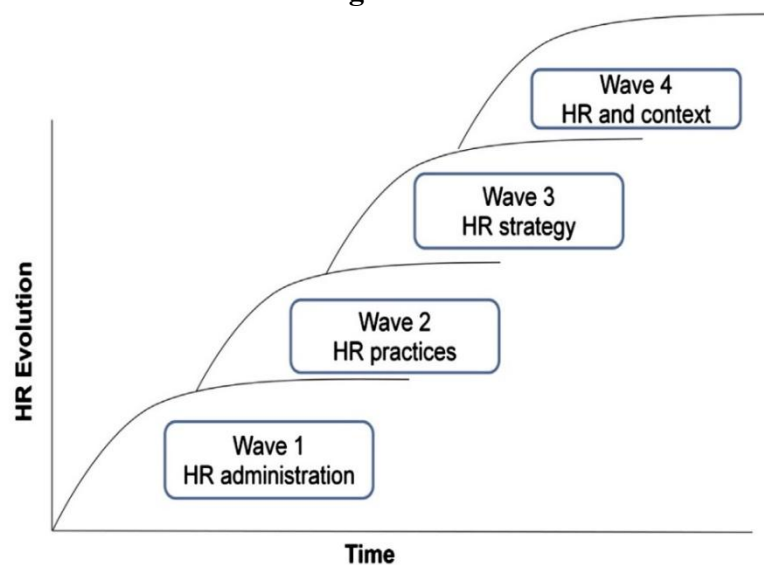 Wave 4
HR and context
Wave 3
HR strategy
Wave 2
HR practices
Wave 1
HR administration
HR Evolution
Time